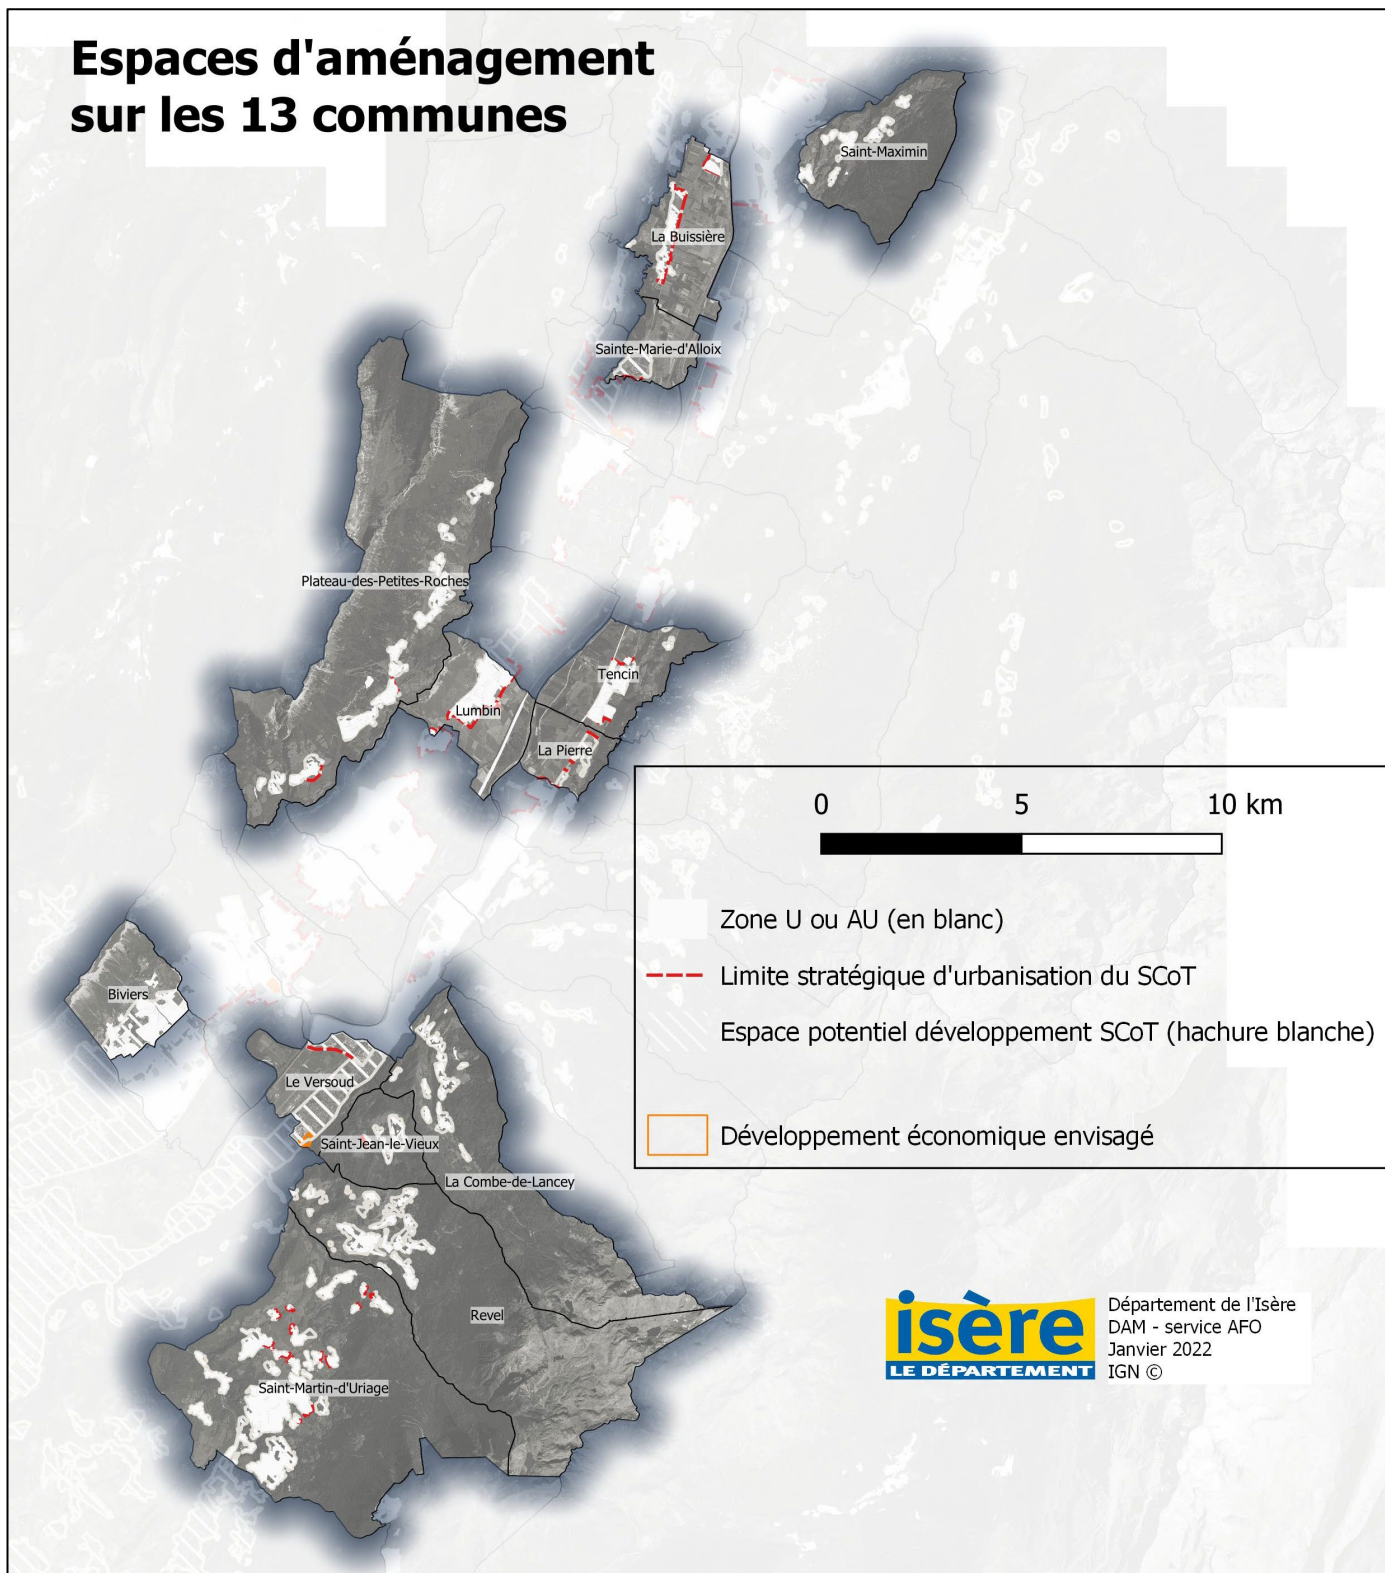 Espaces d'aménagement
sur les 13 communes
Saint-Maximin
La Buissière
Sainte-Marie-d'Alloix
Plateau-des-Petites-Roches
Tencin
Lumbin
La Pierre
0 5 10 km
Zone U ou AU (en blanc)
Limite stratégique d'urbanisation du SCoT
Espace potentiel développement SCoT (hachure blanche)
Développement économique envisagé
Biviers
Le Versoud
Saint-Jean-le-Vieux
La Combe-de-Lancey
Revel
Saint-Martin-d'Uriage
isère
LE DÉPARTEMENT
Département de l'Isère
DAM - service AFO
Janvier 2022
IGN ©